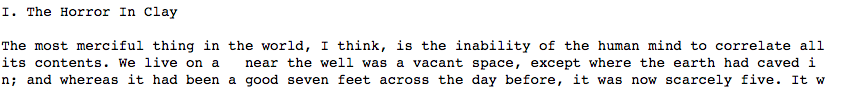 I. The Horror In Clay
The most merciful thing in the world, I think, is the inability of the human mind to correlate all
its contents. We live on a   near the well was a vacant space, except where the earth had caved i
n; and whereas it had been a good seven feet across the day before, it was now scarcely five. It w